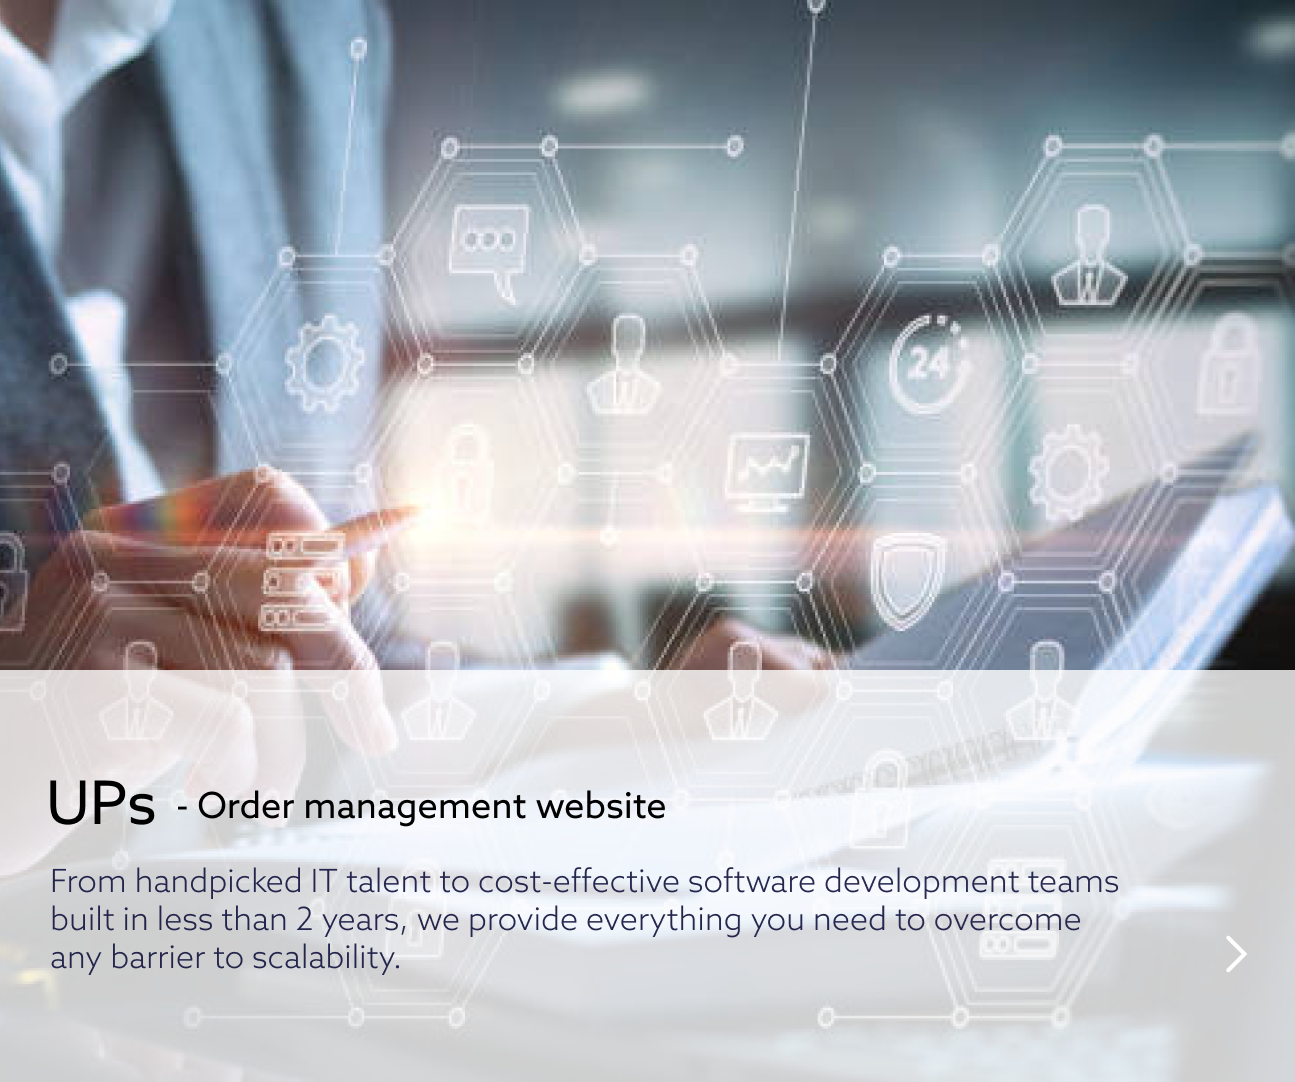 24
UPs - Order management website
From handpicked IT talent to cost-effective software development teams
built in less than 2 years, we provide everything you need to overcome
any barrier to scalability.